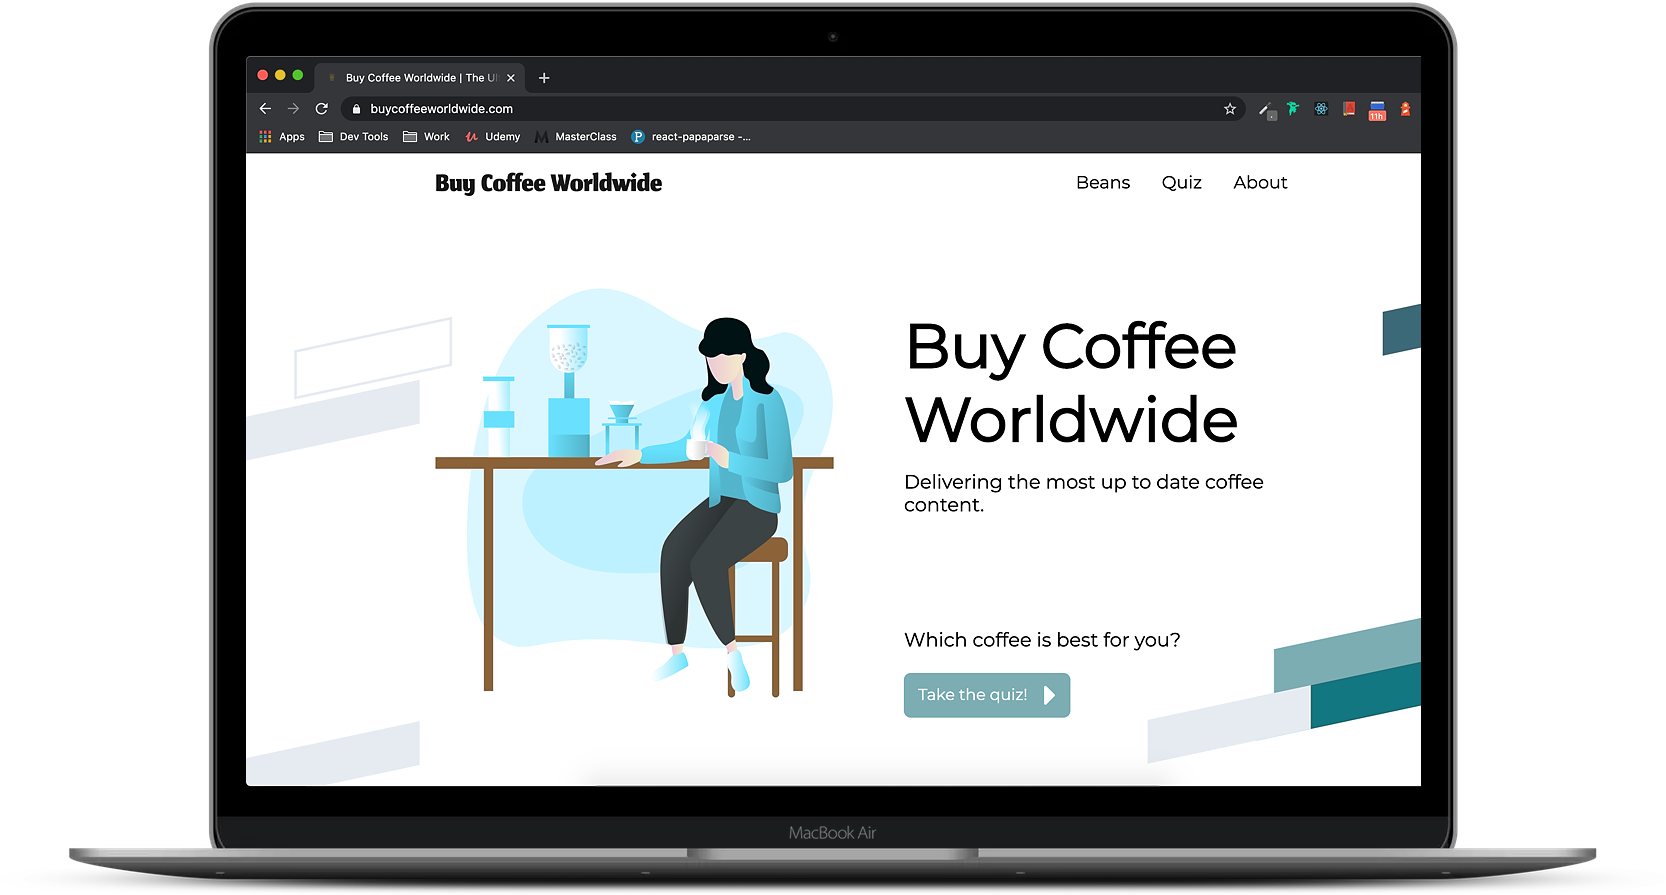 Buy Coffee Worldwide | The Ul
buycoffeeworldwide.com
11h
Apps Dev Tools Work Udemy MasterClass react-papaparse -...
Buy Coffee Worldwide Beans Quiz About
Buy Coffee
Worldwide
Delivering the most up to date coffee
content.
Which coffee is best for you?
Take the quiz!
MacBook Air